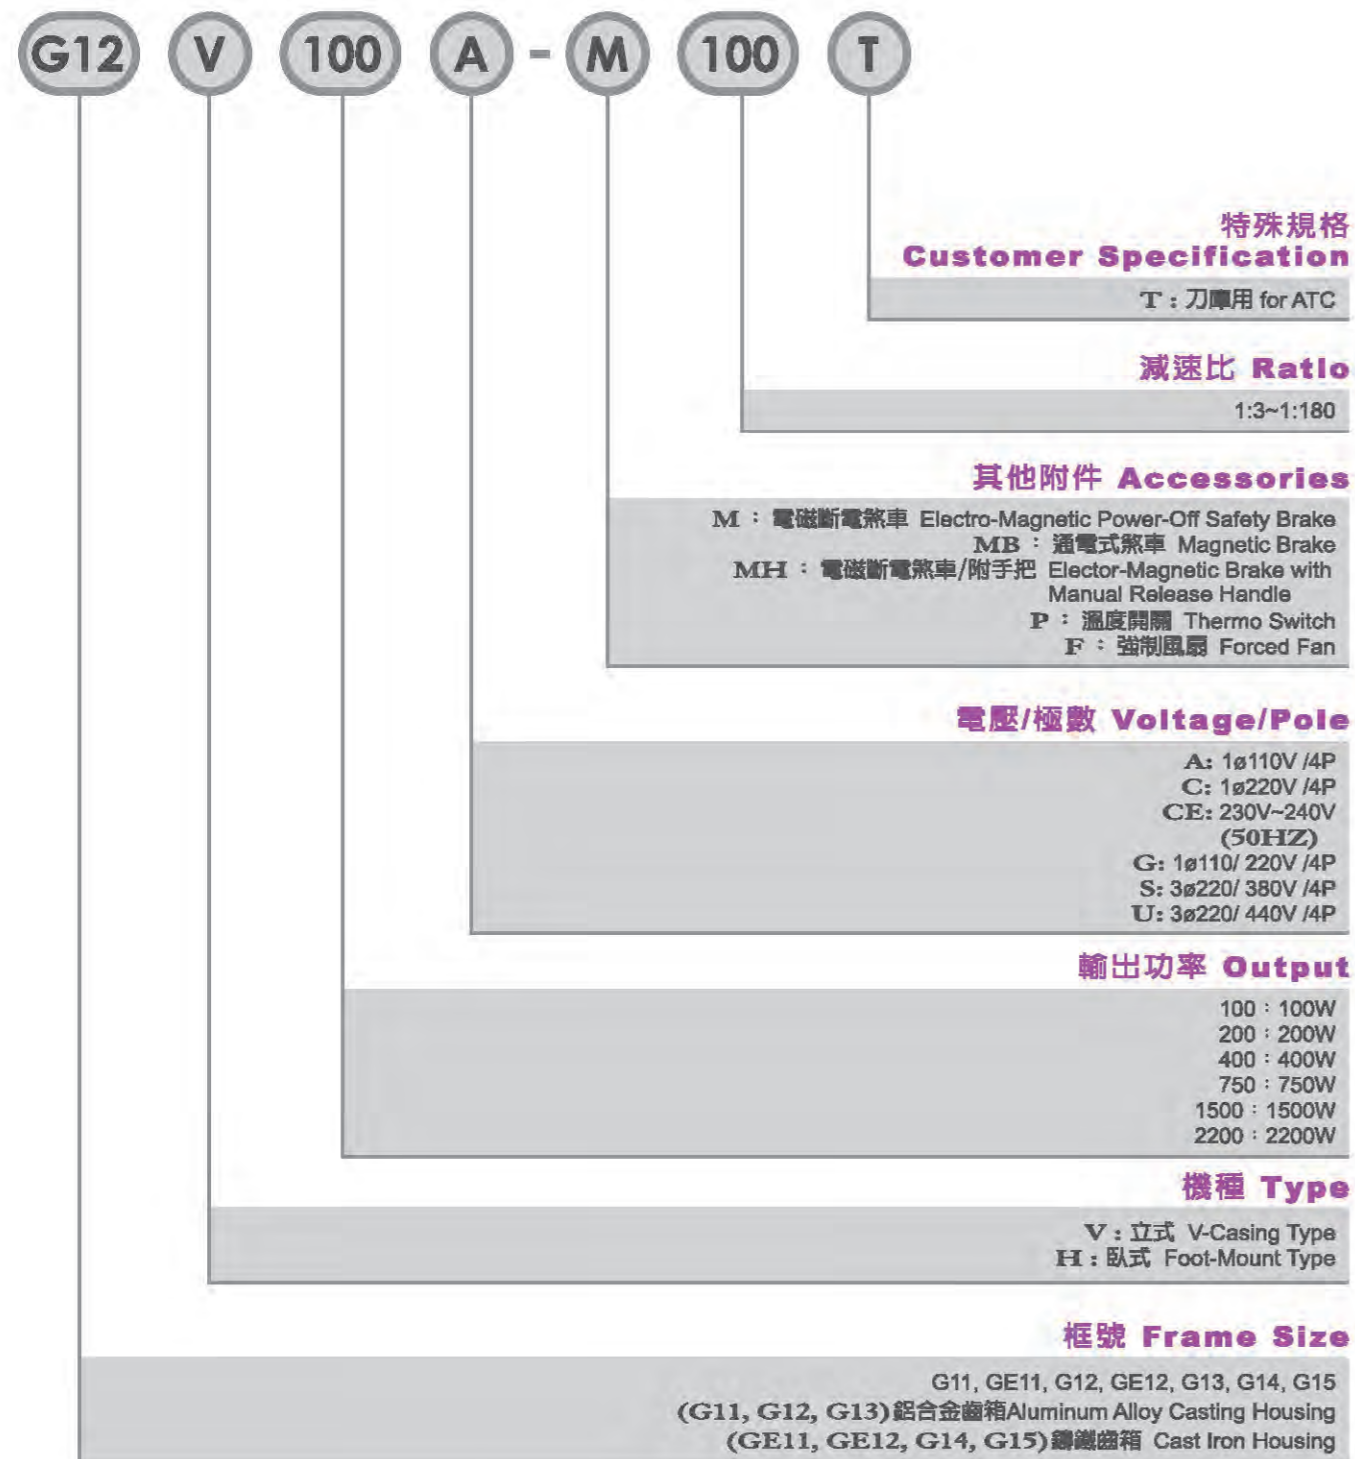 G12 V 100 A - M 100 T
特殊規格
Customer Specification
T : 刀庫用 for ATC
減速比 Ratio
1:3~1:180
其他附件 Accessories
M : 電磁斷電煞車 Electro-Magnetic Power-Off Safety Brake
MB : 通電式煞車 Magnetic Brake
MH : 電磁斷電煞車/附手把 Elector-Magnetic Brake with
Manual Release Handle
P : 溫度開關 Thermo Switch
F : 強制風扇 Forced Fan
電壓/極數 Voltage/Pole
A: 1ø110V /4P
C: 1ø220V /4P
CE: 230V~240V
(50HZ)
G: 1ø110/ 220V /4P
S: 3ø220/ 380V /4P
U: 3ø220/ 440V /4P
輸出功率 Output
100 : 100W
200 : 200W
400 : 400W
750 : 750W
1500 : 1500W
2200 : 2200W
機種 Type
V : 立式 V-Casing Type
H : 臥式 Foot-Mount Type
框號 Frame Size
G11, GE11, G12, GE12, G13, G14, G15
(G11, G12, G13)鋁合金齒箱Aluminum Alloy Casting Housing
(GE11, GE12, G14, G15)鑄鐵齒箱 Cast Iron Housing